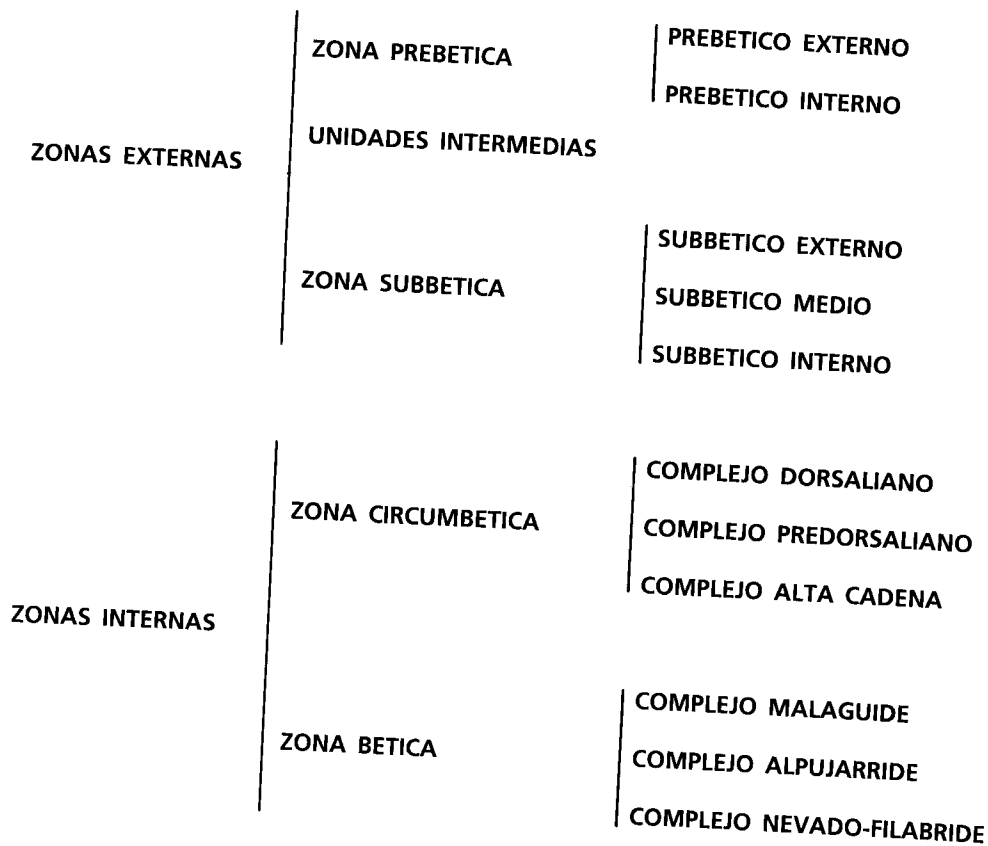 ZONAS EXTERNAS
ZONA PREBETICA
PREBETICO EXTERNO
PREBETICO INTERNO
UNIDADES INTERMEDIAS
ZONA SUBBETICA
SUBBETICO EXTERNO
SUBBETICO MEDIO
SUBBETICO INTERNO
ZONAS INTERNAS
ZONA CIRCUMBETICA
COMPLEJO DORSALIANO
COMPLEJO PREDORSALIANO
COMPLEJO ALTA CADENA
ZONA BETICA
COMPLEJO MALAGUIDE
COMPLEJO ALPUJARRIDE
COMPLEJO NEVADO-FILABRIDE